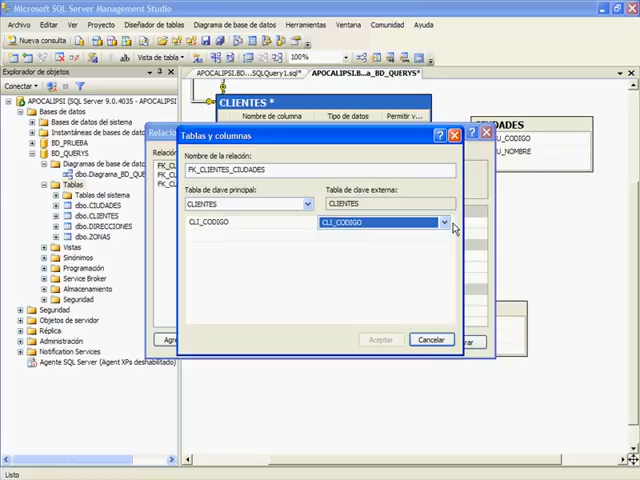 Microsoft SQL Server Management Studio
Archivo Editar Ver Proyecto Diseñador de tablas Diagrama de base de datos Herramientas Ventana Comunidad Ayuda
Nueva consulta
Vista de tabla 100%
Explorador de objetos
APOCALIPSI.BD...SQLQuery1.sql* APOCALIPSI.B...a_BD_QUERYS*
Conectar
APOCALIPSI (SQL Server 9.0.4035 - APOCALIPSI
Bases de datos
Bases de datos del sistema
Instantáneas de bases de datos
BD_PRUEBA
BD_QUERYS
Diagramas de base de dat
dbo.Diagrama_BD_QUE
Tablas
Tablas del sistema
dbo.CIUDADES
dbo.CLIENTES
dbo.DIRECCIONES
dbo.ZONAS
Vistas
Sinónimos
Programación
Service Broker
Almacenamiento
Seguridad
Seguridad
Objetos de servidor
Réplica
Administración
Notification Services
Agente SQL Server (Agent XPs deshabilitado)
CLIENTES *
Nombre de columna Tipo de datos Permitir v...
U_CODIGO
U_NOMBRE
Tablas y columnas
Nombre de la relación:
FK_CLIENTES_CIUDADES
Tabla de clave principal: Tabla de clave externa:
CLIENTES CLIENTES
CLI_CODIGO CLI_CODIGO
Aceptar Cancelar
Listo